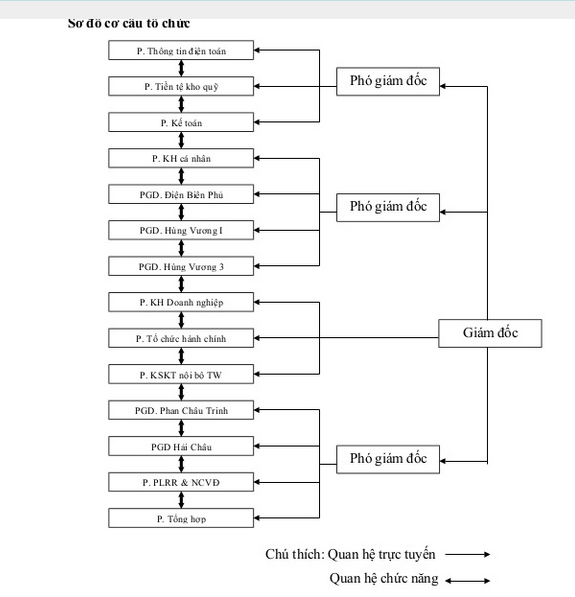 Sơ đồ cơ cấu tổ chức
P. Thông tin điện toán
P. Tiền tệ kho quỹ
P. Kế toán
P. KH cá nhân
PGD. Điện Biên Phủ
PGD. Hùng Vương I
PGD. Hùng Vương 3
P. KH Doanh nghiệp
P. Tổ chức hành chính
P. KSKT nội bộ TW
PGD. Phan Châu Trinh
PGD Hải Châu
P. PLRR & NCVĐ
P. Tổng hợp
Phó giám đốc
Phó giám đốc
Giám đốc
Phó giám đốc
Chú thích: Quan hệ trực tuyến
Quan hệ chức năng